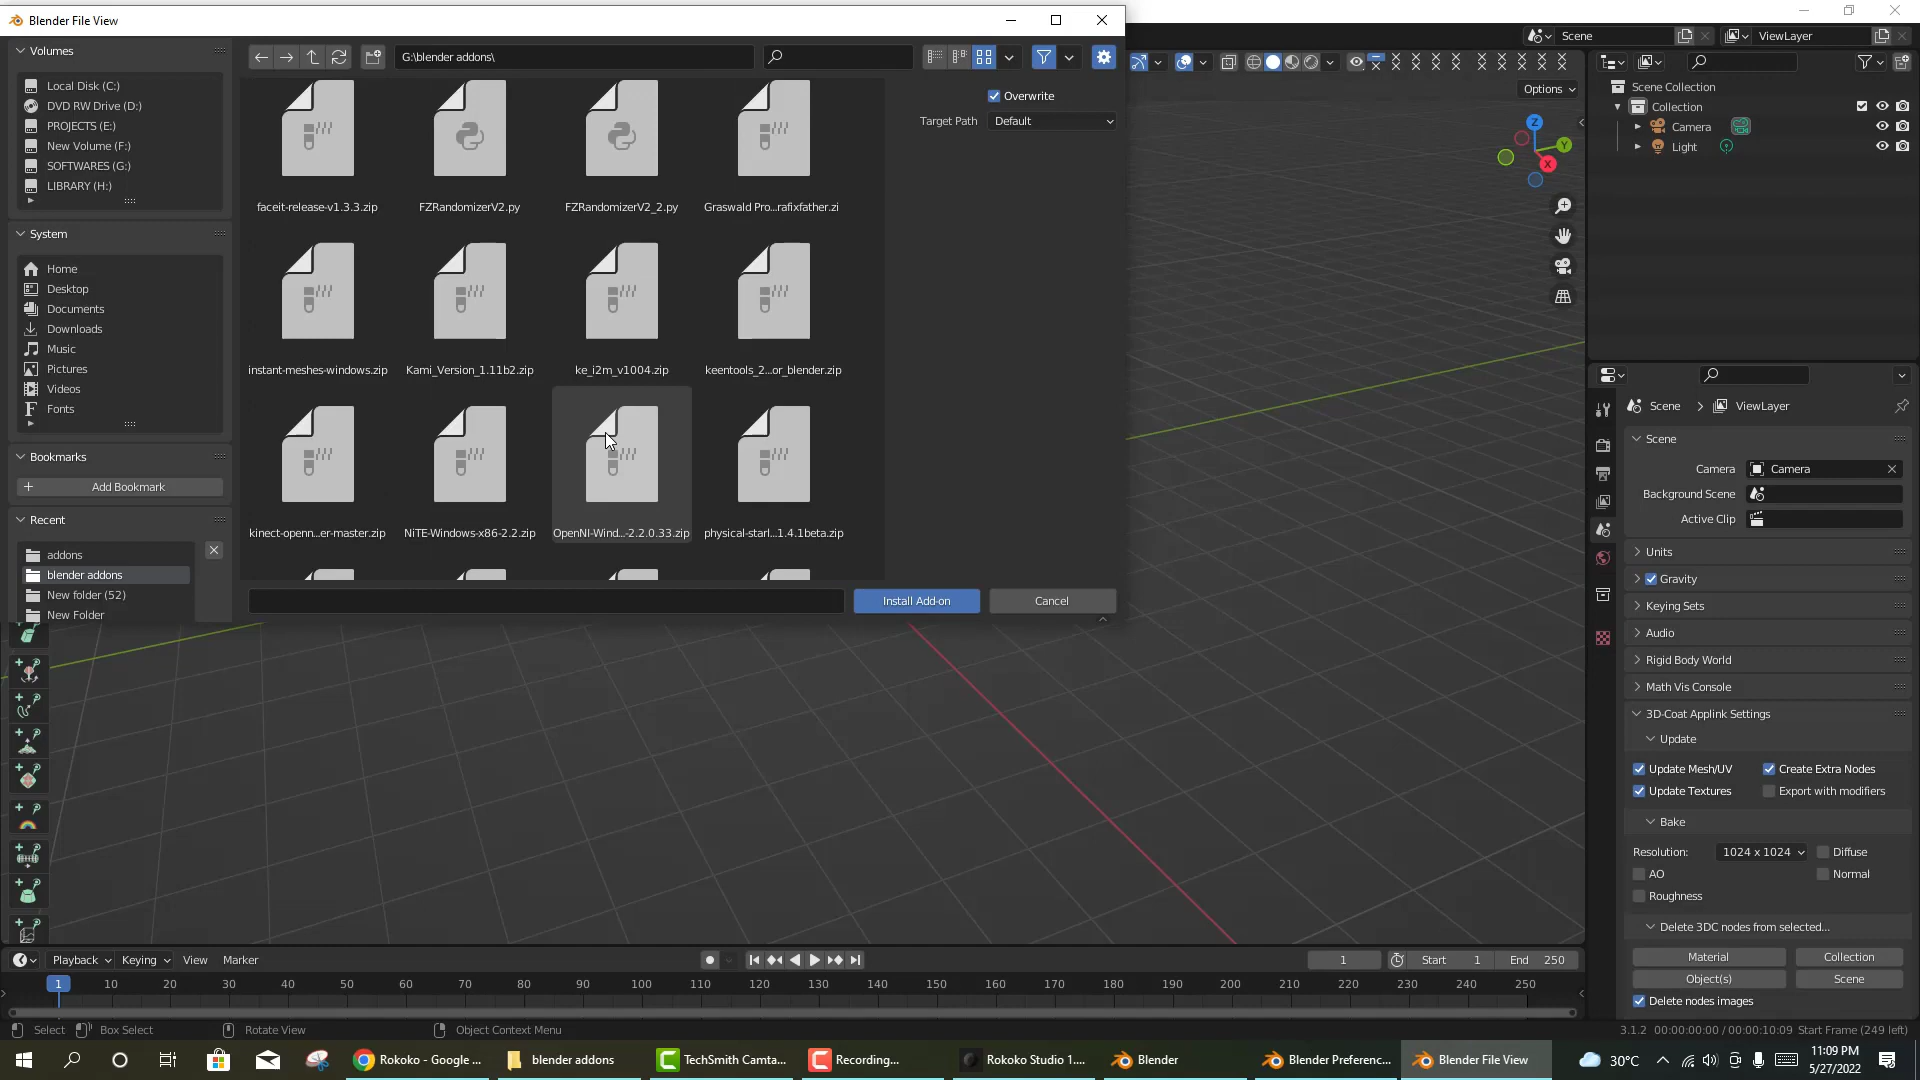 Blender File View
Volumes
Local Disk (C:)
DVD RW Drive (D:)
PROJECTS (E:)
New Volume (F:)
SOFTWARES (G:)
LIBRARY (H:)
System
Home
Desktop
Documents
Downloads
Music
Pictures
Videos
Fonts
Bookmarks
Add Bookmark
Recent
addons
blender addons
New folder (52)
New Folder
G:\blender addons\
Overwrite
Target Path Default
faceit-release-v1.3.3.zip FZRandomizerV2.py FZRandomizerV2_2.py Graswald Pro...rafixfather.zi
instant-meshes-windows.zip Kami_Version_1.11b2.zip ke_i2m_v1004.zip keentools_2...or_blender.zip
kinect-openn...er-master.zip NiTE-Windows-x86-2.2.zip OpenNI-Wind...-2.2.0.33.zip physical-starl...1.4.1beta.zip
Install Add-on Cancel
Scene ViewLayer
Options
Z
Y
X
Scene Collection
Collection
Camera
Light
Scene > ViewLayer
Scene
Camera Camera
Background Scene
Active Clip
Units
Gravity
Keying Sets
Audio
Rigid Body World
Math Vis Console
3D-Coat Applink Settings
Update
Update Mesh/UV Create Extra Nodes
Update Textures Export with modifiers
Bake
Resolution: 1024 x 1024 Diffuse
AO Normal
Roughness
Delete 3DC nodes from selected...
Material Collection
Object(s) Scene
Delete nodes images
Playback Keying View Marker 1 Start 1 End 250
1 10 20 30 40 50 60 70 80 90 100 110 120 130 140 150 160 170 180 190 200 210 220 230 240 250
Select Box Select Rotate View Object Context Menu 3.1.2 00:00:00:00 / 00:00:10:09 Start Frame (249 left)
Rokoko - Google ... blender addons TechSmith Camta... Recording... Rokoko Studio 1.... Blender Blender Preferenc... Blender File View 30°C 11:09 PM
5/27/2022